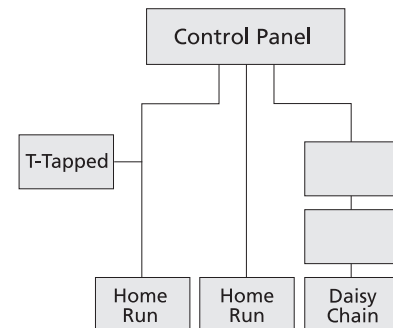 Control Panel
T-Tapped
Home
Run
Home
Run
Daisy
Chain